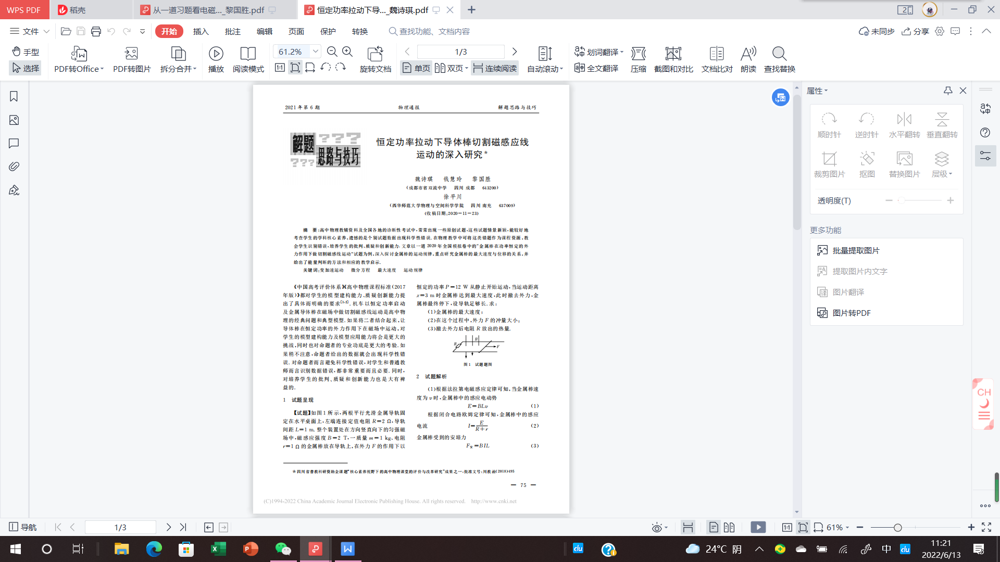 WPS PDF
稻壳
从一道习题看电磁..._黎国胜.pdf
恒定功率拉动下导..._魏诗琪.pdf
文件
开始
插入
批注
编辑
页面
保护
转换
查找功能、文档内容
未同步
分享
手型
选择
PDF转Office
PDF转图片
拆分合并
播放
阅读模式
61.2%
旋转文档
1/3
单页
双页
连续阅读
自动滚动
划词翻译
全文翻译
压缩
截图和对比
文档比对
朗读
查找替换
2021年第6期
物理通报
解题思路与技巧
解题 ???
??? 思路与技巧
恒定功率拉动下导体棒切割磁感应线
运动的深入研究*
魏诗琪 钱慧玲 黎国胜
(成都市省双流中学 四川 成都 643200)
徐平川
(西华师范大学物理与空间科学学院 四川 南充 637009)
(收稿日期:2020-11-23)
摘 要:高中物理教辅资料及全国各地的诊断性考试中,常常出现一些原创试题,这些试题情景新颖,能较好地
考查学生的学科核心素养,遗憾的是个别试题数据出现科学性错误.在物理教学中可将这类错题作为课程资源,教
会学生识别错误,培养学生的批判、质疑和创新能力.文章以一道2020年全国模拟卷中的"金属棒在功率恒定的外
力作用下做切割磁感线运动"试题为例,深入探讨金属棒的运动规律,重点研究金属棒的最大速度与位移的关系,并
给出了能量判断的方法和相应的教学启示.
关键词:变加速运动 微分方程 最大速度 运动规律
《中国高考评价体系》《高中物理课程标准(2017
年版)》都对学生的模型建构能力、质疑创新能力提
出了具体而明确的要求[1,2].机车以恒定功率启动
及金属导体棒在磁场中做切割磁感线运动是高中物
理的经典问题和典型模型.如果将二者结合起来,让
导体棒在恒定功率的外力作用下在磁场中运动,对
学生的模型建构能力及模型应用能力将会是更大的
挑战,同时也对命题者的专业功底是更大的考验.如
果稍不注意,命题者给出的数据就会出现科学性错
误.对命题者而言避免科学性错误,对学生和普通教
师而言识别数据错误,都非常重要而且必要.同时,
对培养学生的批判、质疑和创新能力也是大有裨
益的.
1 试题呈现
【试题】如图1所示,两根平行光滑金属导轨固
定在水平桌面上,左端连接定值电阻R=2 Ω,导轨
间距L=1 m.整个装置处在方向竖直向下的匀强磁
场中,磁感应强度B=2 T,一质量m=1 kg、电阻
r=1 Ω的金属棒放在导轨上,在外力F的作用下以
恒定的功率P=12 W从静止开始运动,当运动距离
x=3 m时金属棒达到最大速度,此时撤去外力,金
属棒最终停下,设导轨足够长.求:
(1)金属棒的最大速度;
(2)在这个过程中,外力F的冲量大小;
(3)撤去外力后电阻R放出的热量.
R
B
F
图1 试题题图
2 试题解析
(1)根据法拉第电磁感应定律可知,当金属棒速
度为v时,金属棒中的感应电动势
E=BLv (1)
根据闭合电路欧姆定律可知,金属棒中的感应
电流 I=E/(R+r) (2)
金属棒受到的安培力
F安=BIL (3)
*四川省普教科研资助金课题"核心素养视野下的高中物理课堂的评价与改革研究"成果之一,批准文号:川教函(2018)495
— 75 —
(C)1994-2022 China Academic Journal Electronic Publishing House. All rights reserved. http://www.cnki.net
属性
顺时针
逆时针
水平翻转
垂直翻转
裁剪图片
抠图
替换图片
层级
透明度(T)
更多功能
批量提取图片
提取图片内文字
图片翻译
图片转PDF
CH
导航
1/3
61%
24°C 阴
中
11:21
2022/6/13